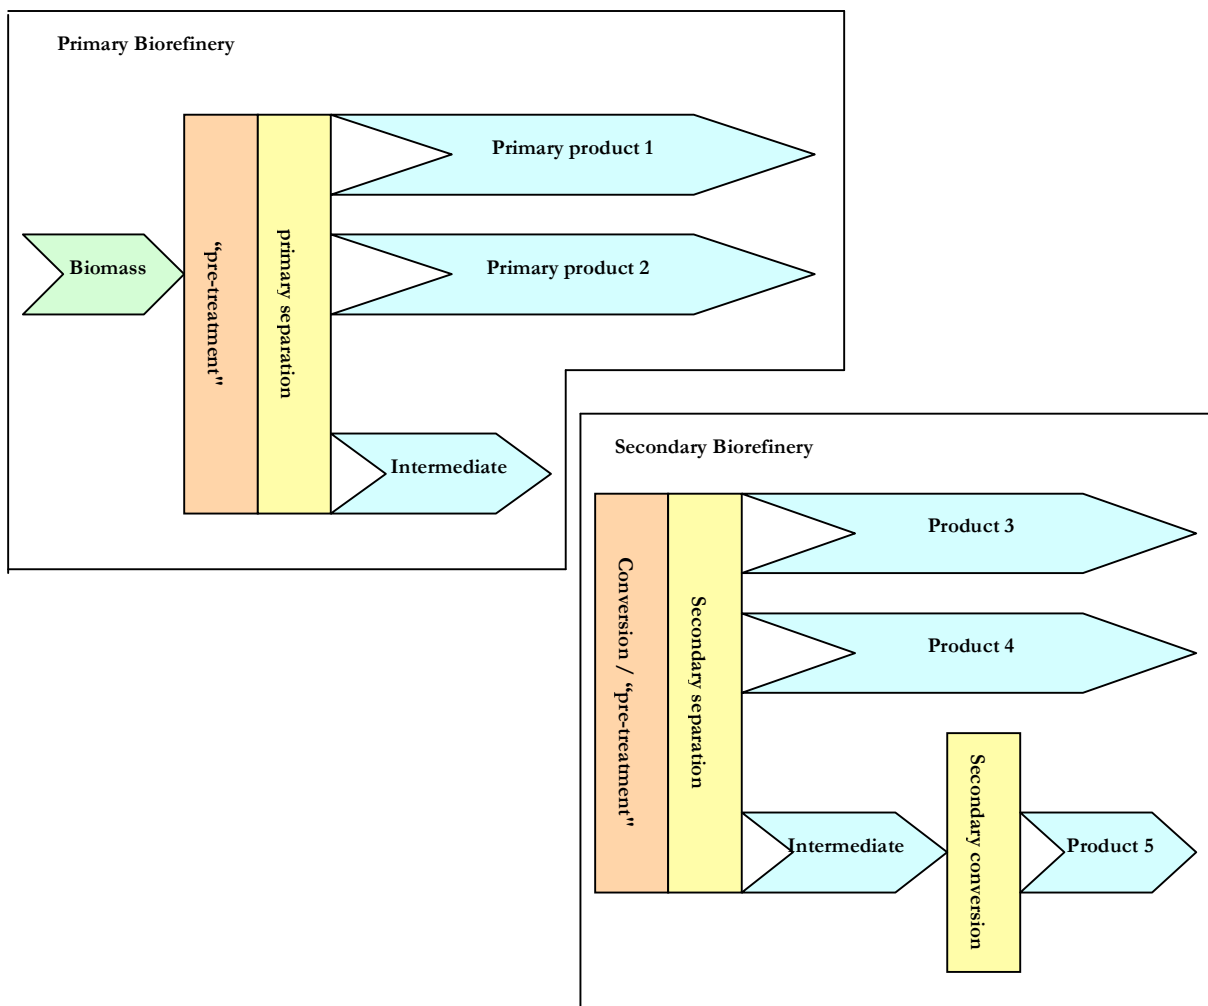 Primary Biorefinery
Primary product 1
Biomass
“pre-treatment"
primary separation
Primary product 2
Intermediate
Secondary Biorefinery
Product 3
Conversion / “pre-treatment"
Secondary separation
Product 4
Intermediate
Secondary conversion
Product 5